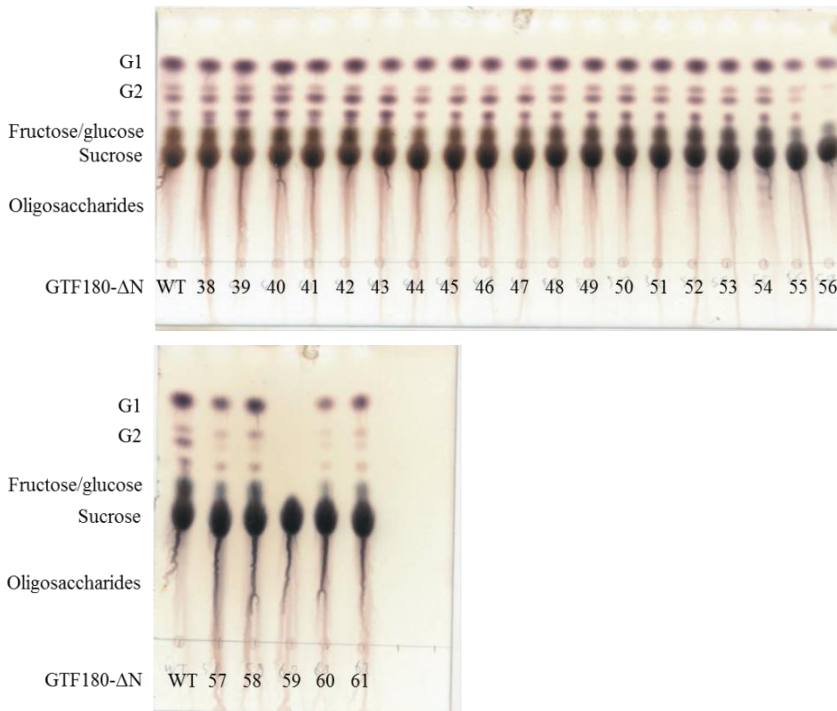 G1
G2
Fructose/glucose
Sucrose
Oligosaccharides
GTF180-ΔN WT 38 39 40 41 42 43 44 45 46 47 48 49 50 51 52 53 54 55 56
G1
G2
Fructose/glucose
Sucrose
Oligosaccharides
GTF180-ΔN WT 57 58 59 60 61